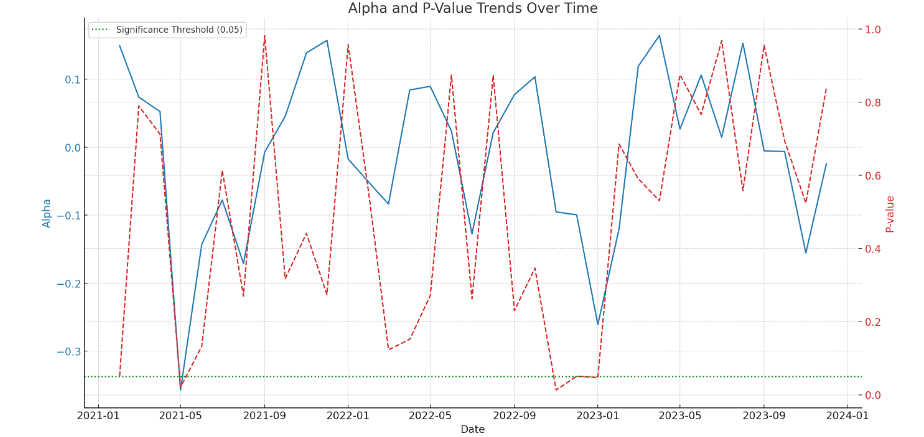 Alpha and P-Value Trends Over Time
Significance Threshold (0.05)
0.1
0.0
−0.1
−0.2
−0.3
Alpha
1.0
0.8
0.6
0.4
0.2
0.0
P-value
2021-01 2021-05 2021-09 2022-01 2022-05 2022-09 2023-01 2023-05 2023-09 2024-01
Date